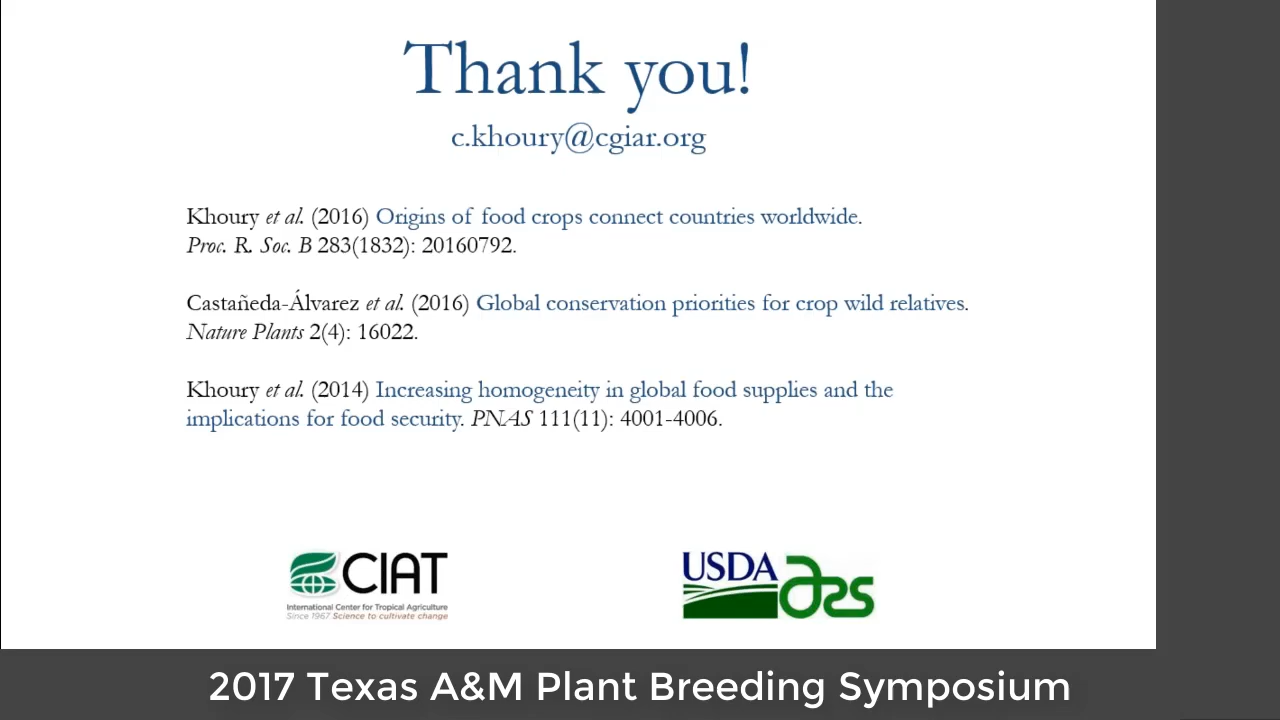 Thank you!
c.khoury@cgiar.org
Khoury et al. (2016) Origins of food crops connect countries worldwide.
Proc. R. Soc. B 283(1832): 20160792.
Castañeda-Álvarez et al. (2016) Global conservation priorities for crop wild relatives.
Nature Plants 2(4): 16022.
Khoury et al. (2014) Increasing homogeneity in global food supplies and the
implications for food security. PNAS 111(11): 4001-4006.
CIAT
International Center for Tropical Agriculture
Since 1967 Science to cultivate change
USDA ars
2017 Texas A&M Plant Breeding Symposium